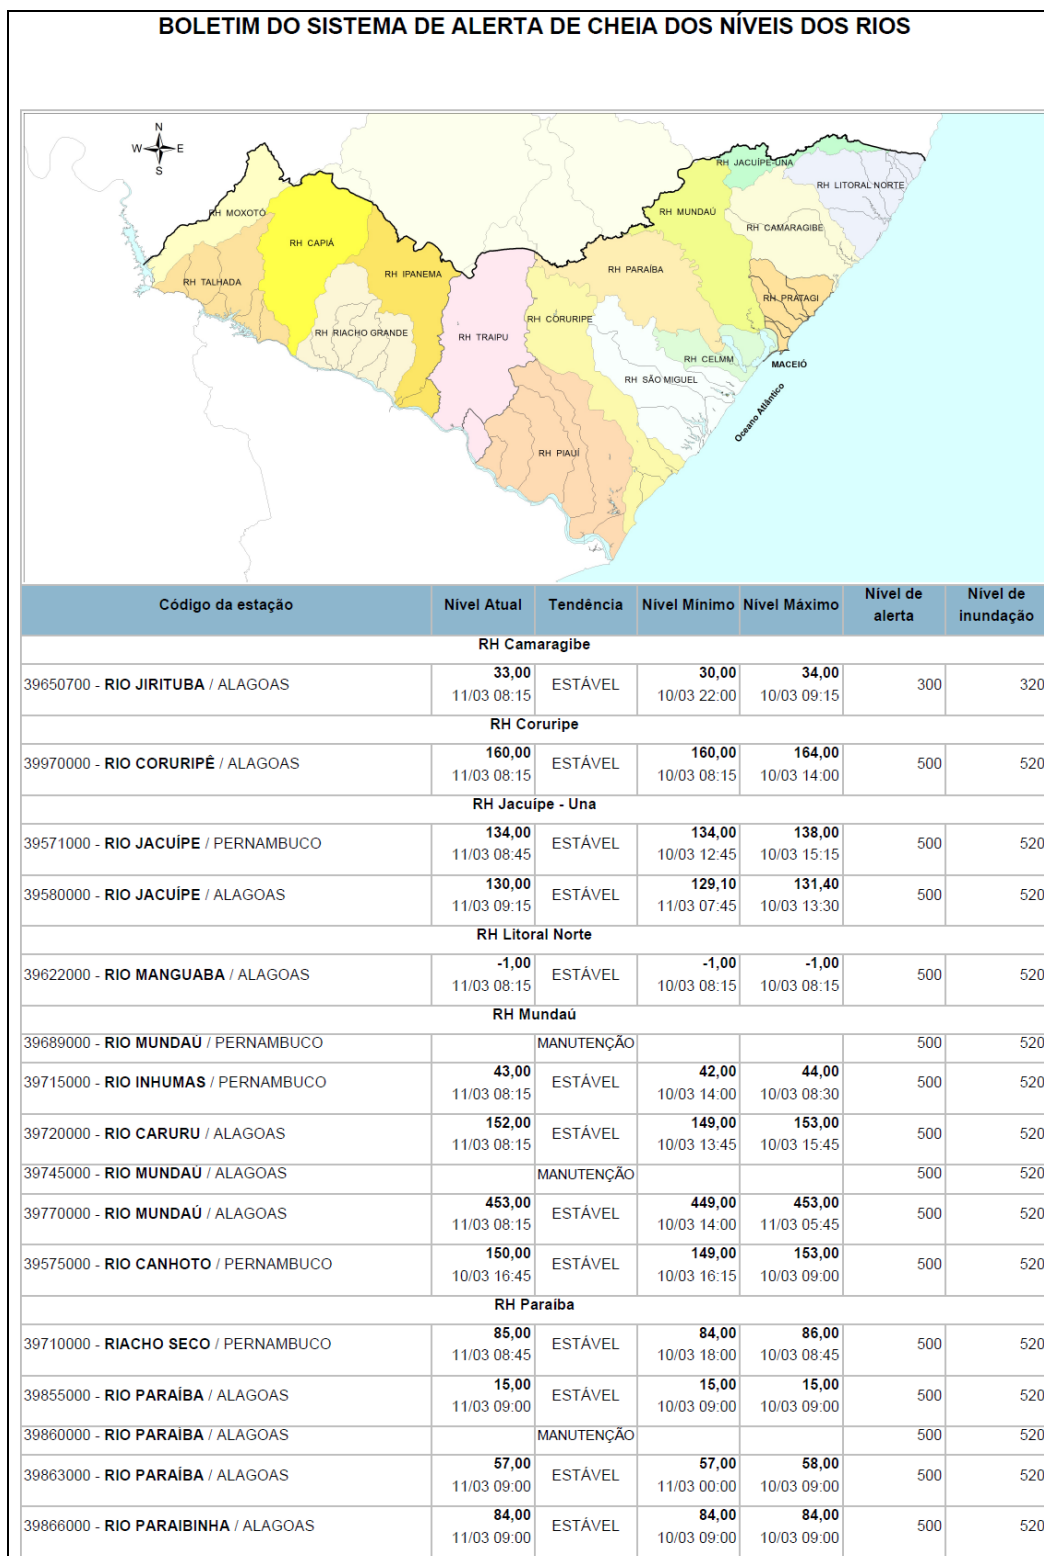 BOLETIM DO SISTEMA DE ALERTA DE CHEIA DOS NÍVEIS DOS RIOS
N
W E
S
RH JACUÍPE-UNA
RH LITORAL NORTE
RH MOXOTÓ
RH MUNDAÚ
RH CAMARAGIBE
RH CAPIÁ
RH IPANEMA
RH PARAÍBA
RH TALHADA
RH PRATAGI
RH CORURIPE
RH RIACHO GRANDE
RH TRAIPU
RH CELMM
MACEIÓ
RH SÃO MIGUEL
Oceano Atlântico
RH PIAUÍ
Código da estação Nível Atual Tendência Nível Mínimo Nível Máximo Nível de alerta Nível de inundação
RH Camaragibe
39650700 - RIO JIRITUBA / ALAGOAS 33,00 ESTÁVEL 30,00 34,00 300 320
11/03 08:15 10/03 22:00 10/03 09:15
RH Coruripe
39970000 - RIO CORURIPÊ / ALAGOAS 160,00 ESTÁVEL 160,00 164,00 500 520
11/03 08:15 10/03 08:15 10/03 14:00
RH Jacuípe - Una
39571000 - RIO JACUÍPE / PERNAMBUCO 134,00 ESTÁVEL 134,00 138,00 500 520
11/03 08:45 10/03 12:45 10/03 15:15
39580000 - RIO JACUÍPE / ALAGOAS 130,00 ESTÁVEL 129,10 131,40 500 520
11/03 09:15 11/03 07:45 10/03 13:30
RH Litoral Norte
39622000 - RIO MANGUABA / ALAGOAS -1,00 ESTÁVEL -1,00 -1,00 500 520
11/03 08:15 10/03 08:15 10/03 08:15
RH Mundaú
39689000 - RIO MUNDAÚ / PERNAMBUCO MANUTENÇÃO 500 520
39715000 - RIO INHUMAS / PERNAMBUCO 43,00 ESTÁVEL 42,00 44,00 500 520
11/03 08:15 10/03 14:00 10/03 08:30
39720000 - RIO CARURU / ALAGOAS 152,00 ESTÁVEL 149,00 153,00 500 520
11/03 08:15 10/03 13:45 10/03 15:45
39745000 - RIO MUNDAÚ / ALAGOAS MANUTENÇÃO 500 520
39770000 - RIO MUNDAÚ / ALAGOAS 453,00 ESTÁVEL 449,00 453,00 500 520
11/03 08:15 10/03 14:00 11/03 05:45
39575000 - RIO CANHOTO / PERNAMBUCO 150,00 ESTÁVEL 149,00 153,00 500 520
10/03 16:45 10/03 16:15 10/03 09:00
RH Paraíba
39710000 - RIACHO SECO / PERNAMBUCO 85,00 ESTÁVEL 84,00 86,00 500 520
11/03 08:45 10/03 18:00 10/03 08:45
39855000 - RIO PARAÍBA / ALAGOAS 15,00 ESTÁVEL 15,00 15,00 500 520
11/03 09:00 10/03 09:00 10/03 09:00
39860000 - RIO PARAÍBA / ALAGOAS MANUTENÇÃO 500 520
39863000 - RIO PARAÍBA / ALAGOAS 57,00 ESTÁVEL 57,00 58,00 500 520
11/03 09:00 11/03 00:00 10/03 09:00
39866000 - RIO PARAIBINHA / ALAGOAS 84,00 ESTÁVEL 84,00 84,00 500 520
11/03 09:00 10/03 09:00 10/03 09:00